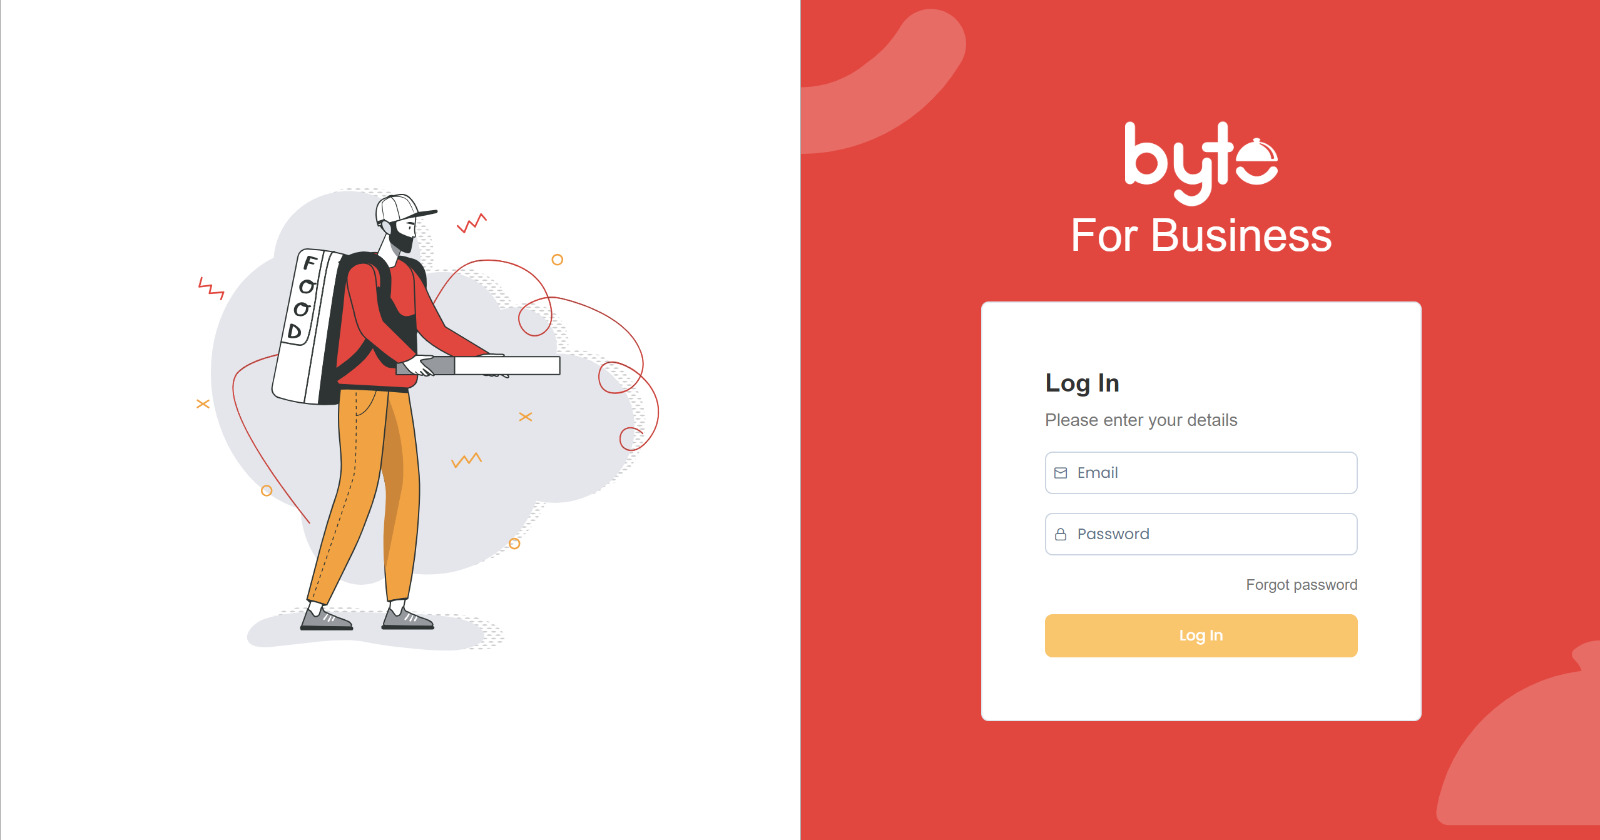 FOOD
byte
For Business
Log In
Please enter your details
Email
Password
Forgot password
Log In